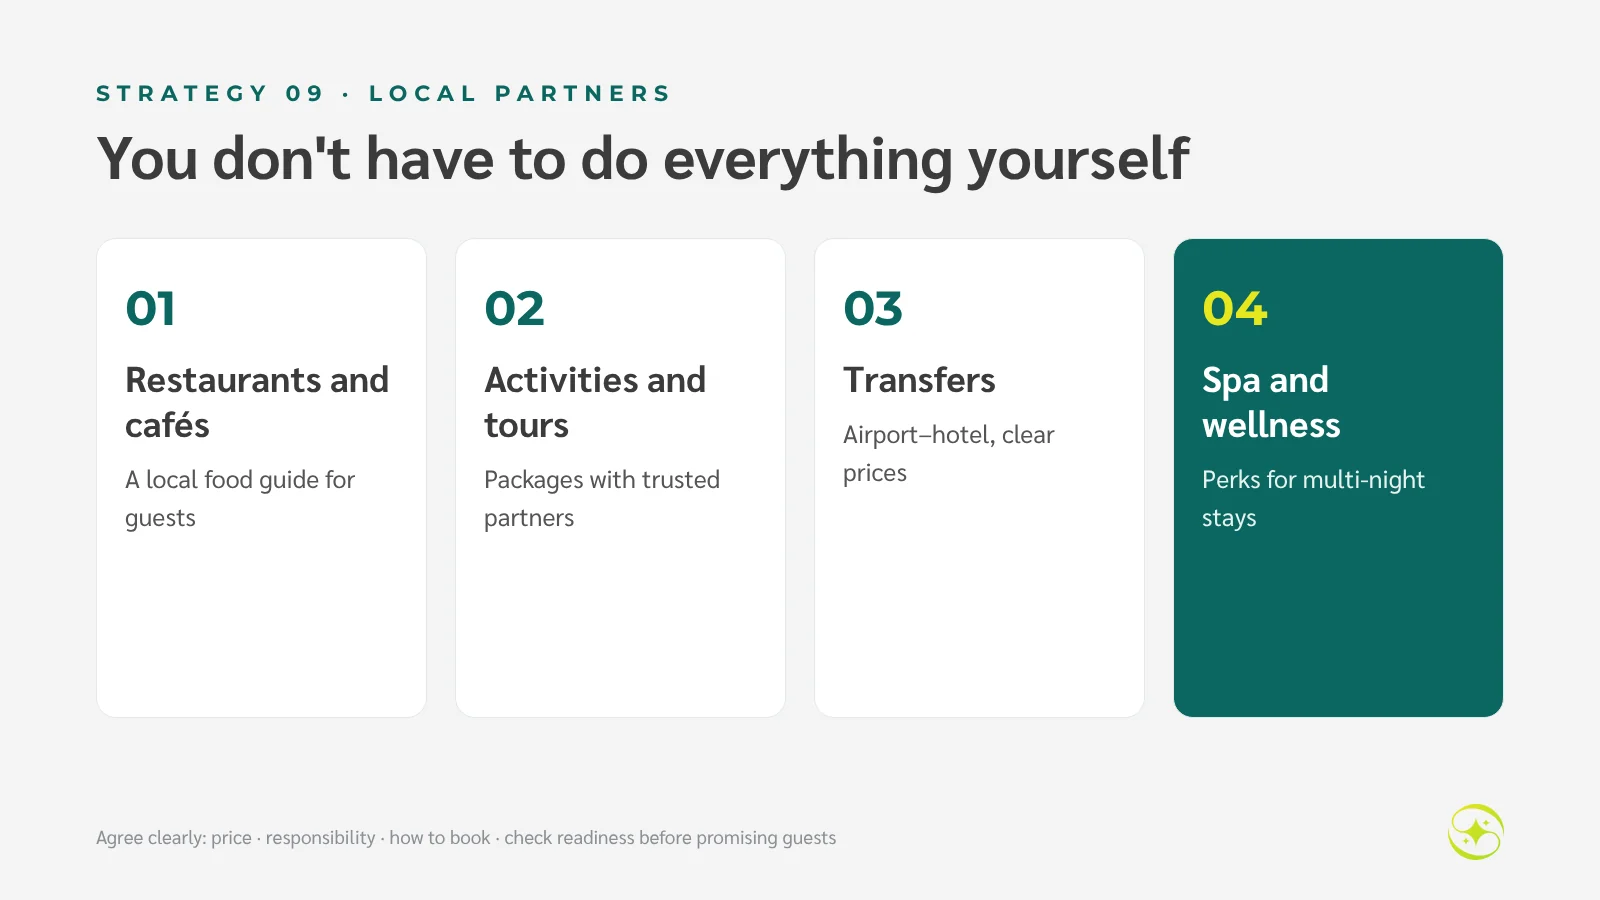 STRATEGY 09 · LOCAL PARTNERS
You don't have to do everything yourself
01
Restaurants and
cafés
A local food guide for
guests
02
Activities and
tours
Packages with trusted
partners
03
Transfers
Airport–hotel, clear
prices
04
Spa and
wellness
Perks for multi-night
stays
Agree clearly: price · responsibility · how to book · check readiness before promising guests